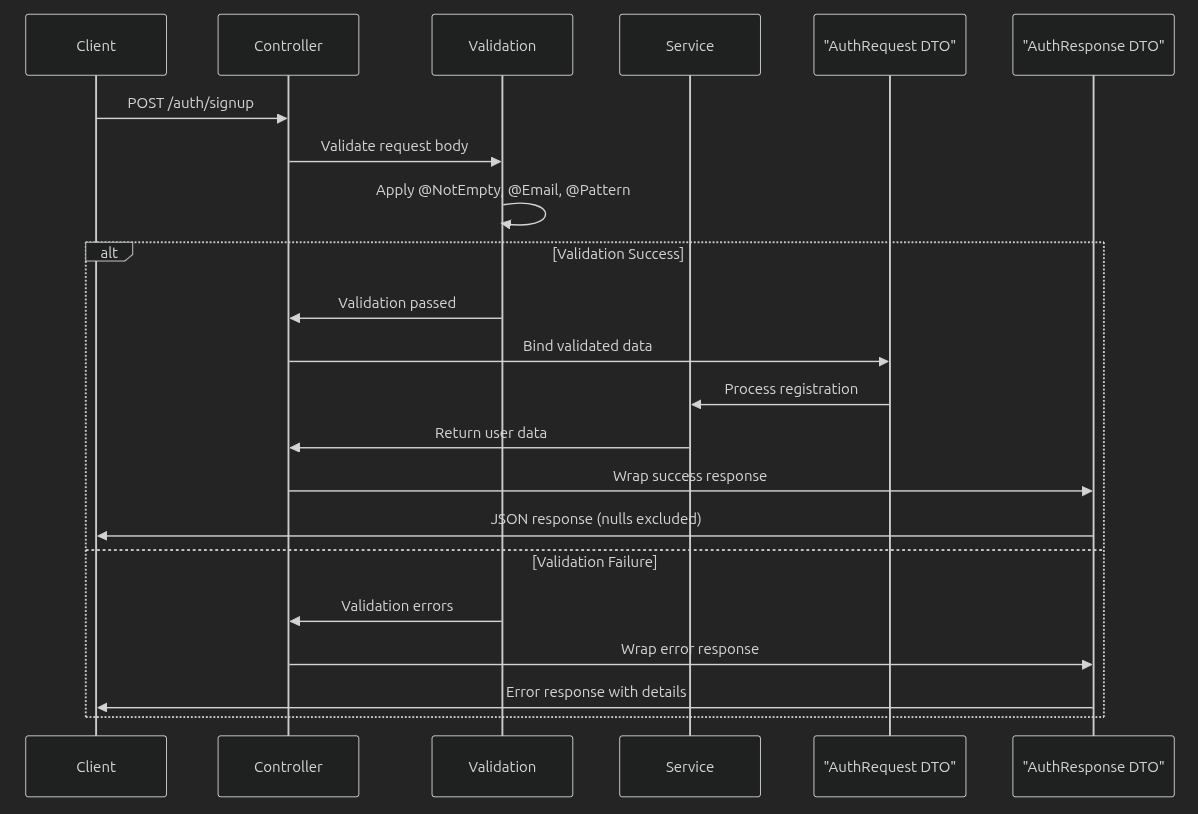 Client
Controller
Validation
Service
"AuthRequest DTO"
"AuthResponse DTO"
POST /auth/signup
Validate request body
Apply @NotEmpty, @Email, @Pattern
alt
[Validation Success]
Validation passed
Bind validated data
Process registration
Return user data
Wrap success response
JSON response (nulls excluded)
[Validation Failure]
Validation errors
Wrap error response
Error response with details
Client
Controller
Validation
Service
"AuthRequest DTO"
"AuthResponse DTO"